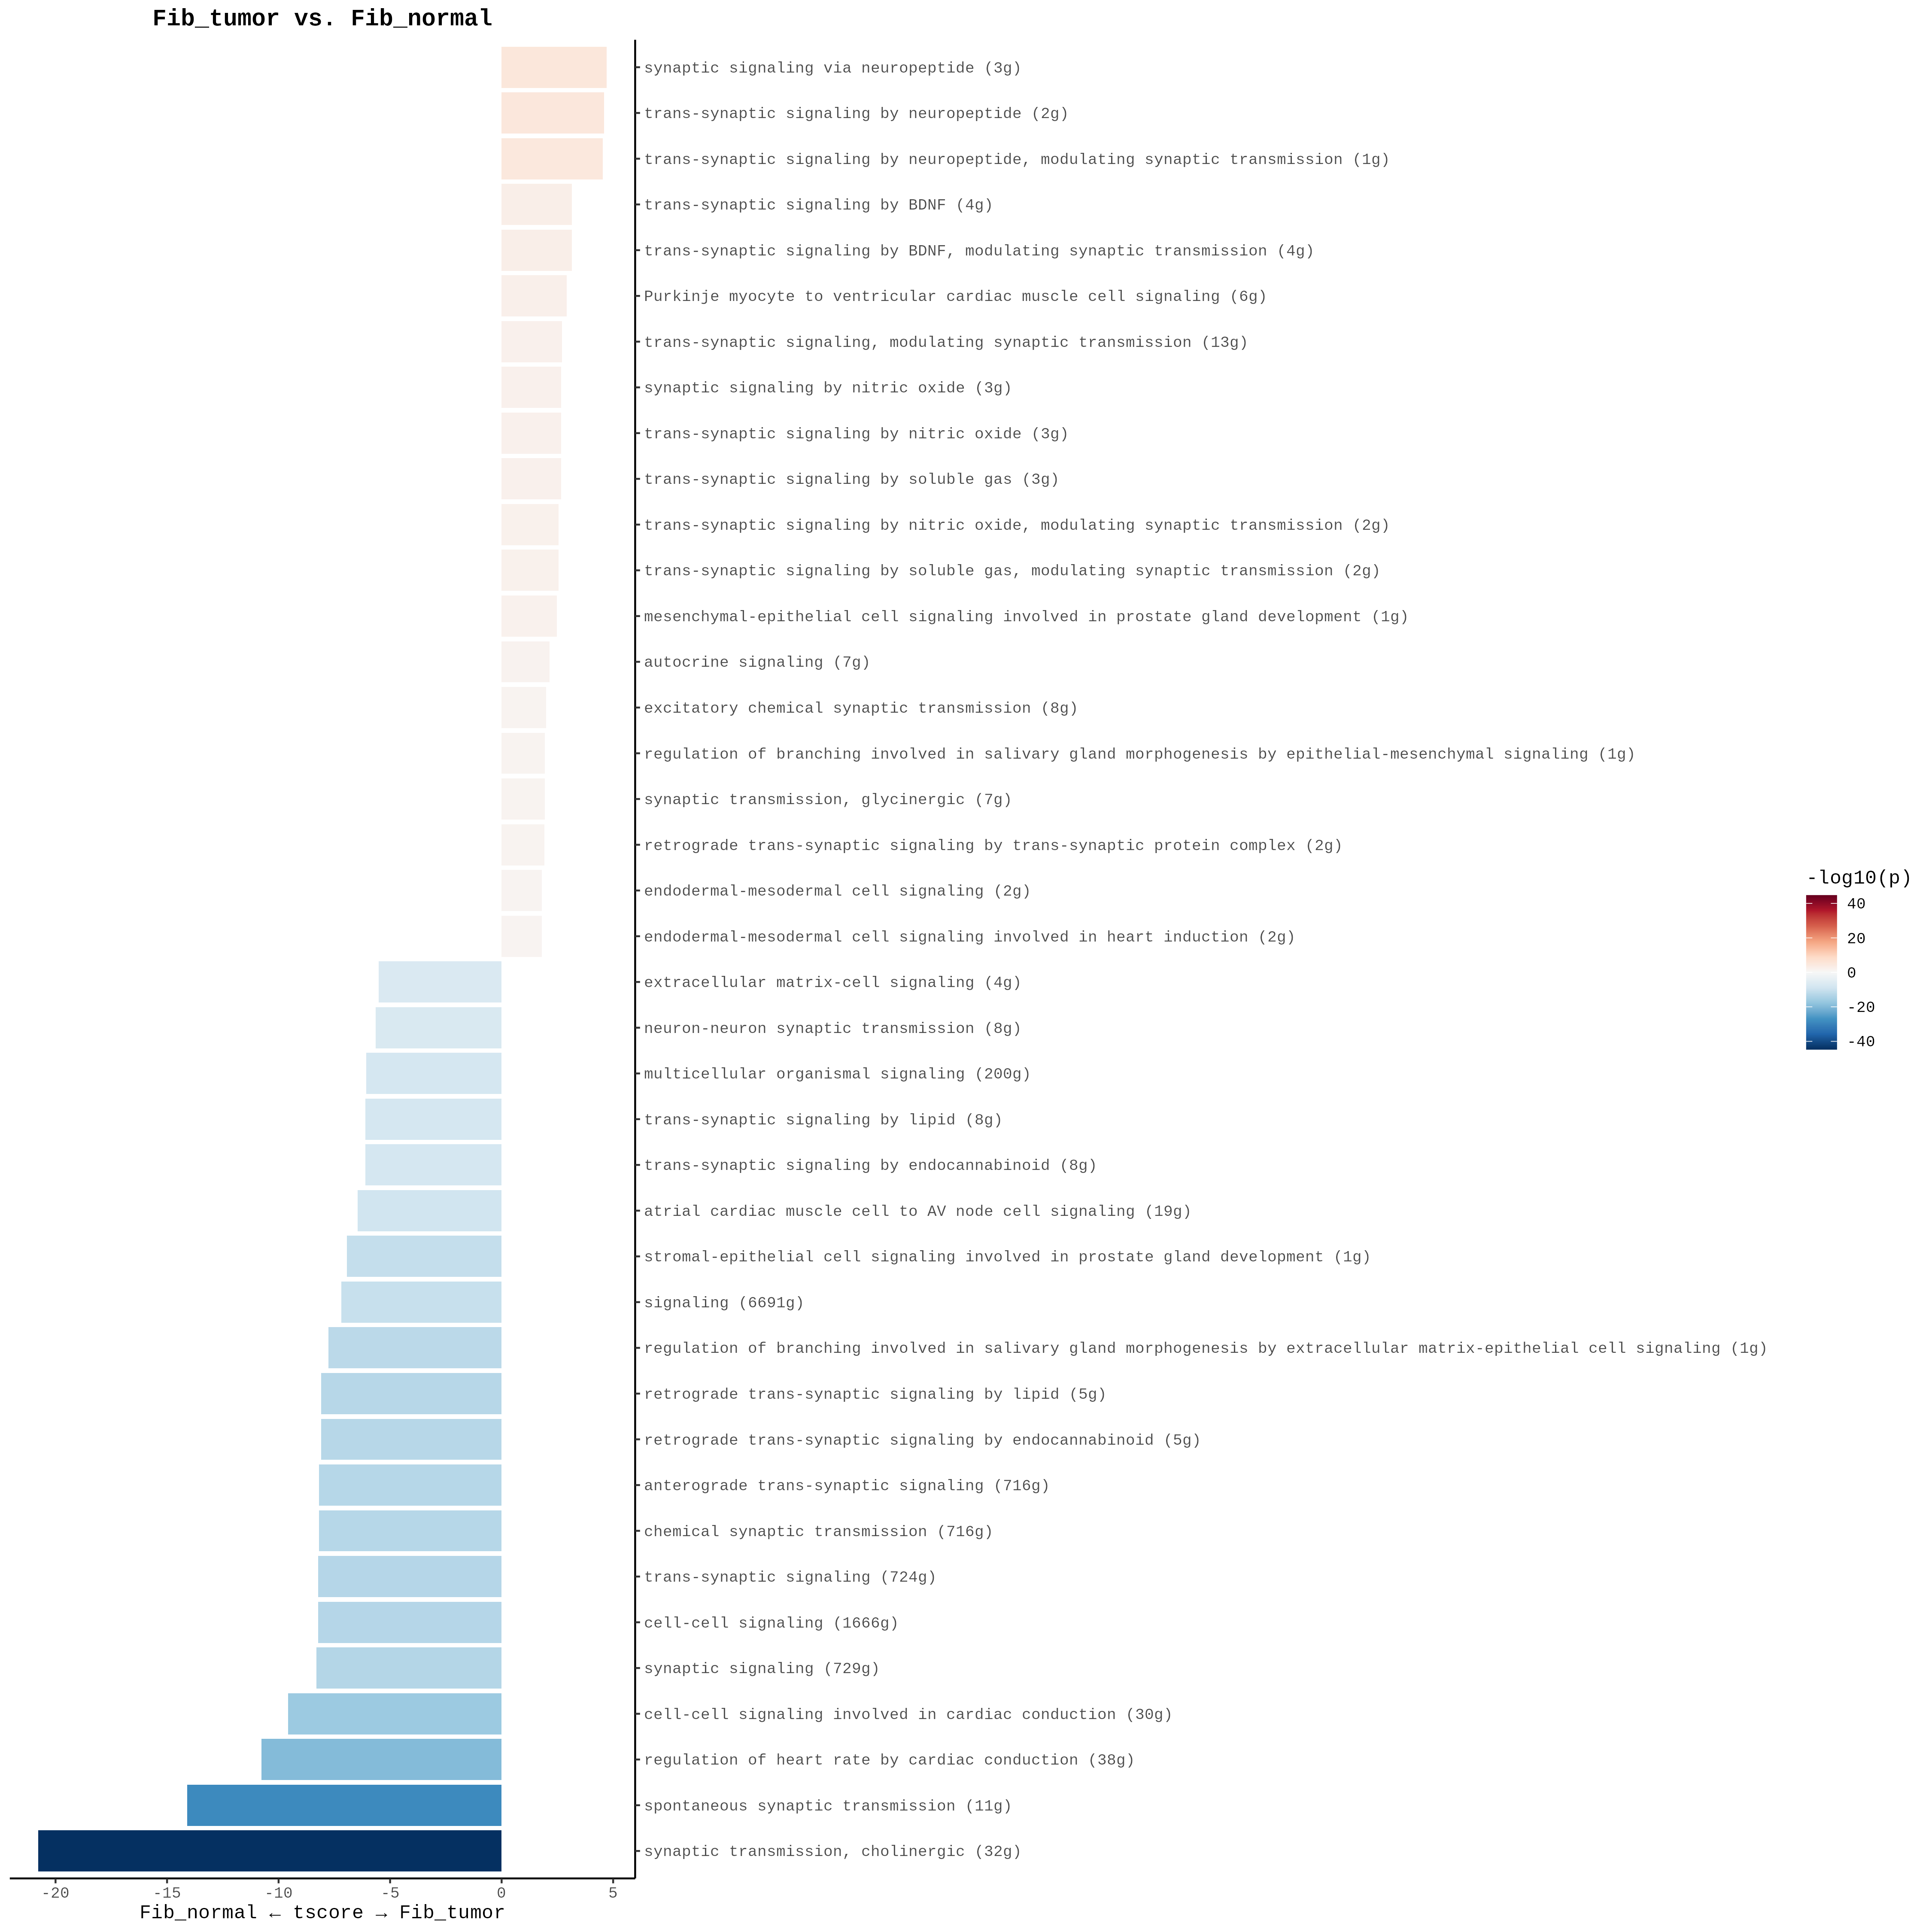 Fib_tumor vs. Fib_normal
synaptic signaling via neuropeptide (3g)
trans-synaptic signaling by neuropeptide (2g)
trans-synaptic signaling by neuropeptide, modulating synaptic transmission (1g)
trans-synaptic signaling by BDNF (4g)
trans-synaptic signaling by BDNF, modulating synaptic transmission (4g)
Purkinje myocyte to ventricular cardiac muscle cell signaling (6g)
trans-synaptic signaling, modulating synaptic transmission (13g)
synaptic signaling by nitric oxide (3g)
trans-synaptic signaling by nitric oxide (3g)
trans-synaptic signaling by soluble gas (3g)
trans-synaptic signaling by nitric oxide, modulating synaptic transmission (2g)
trans-synaptic signaling by soluble gas, modulating synaptic transmission (2g)
mesenchymal-epithelial cell signaling involved in prostate gland development (1g)
autocrine signaling (7g)
excitatory chemical synaptic transmission (8g)
regulation of branching involved in salivary gland morphogenesis by epithelial-mesenchymal signaling (1g)
synaptic transmission, glycinergic (7g)
retrograde trans-synaptic signaling by trans-synaptic protein complex (2g)
endodermal-mesodermal cell signaling (2g)
endodermal-mesodermal cell signaling involved in heart induction (2g)
extracellular matrix-cell signaling (4g)
neuron-neuron synaptic transmission (8g)
multicellular organismal signaling (200g)
trans-synaptic signaling by lipid (8g)
trans-synaptic signaling by endocannabinoid (8g)
atrial cardiac muscle cell to AV node cell signaling (19g)
stromal-epithelial cell signaling involved in prostate gland development (1g)
signaling (6691g)
regulation of branching involved in salivary gland morphogenesis by extracellular matrix-epithelial cell signaling (1g)
retrograde trans-synaptic signaling by lipid (5g)
retrograde trans-synaptic signaling by endocannabinoid (5g)
anterograde trans-synaptic signaling (716g)
chemical synaptic transmission (716g)
trans-synaptic signaling (724g)
cell-cell signaling (1666g)
synaptic signaling (729g)
cell-cell signaling involved in cardiac conduction (30g)
regulation of heart rate by cardiac conduction (38g)
spontaneous synaptic transmission (11g)
synaptic transmission, cholinergic (32g)
-20 -15 -10 -5 0 5
Fib_normal ← tscore → Fib_tumor
-log10(p)
40
20
0
-20
-40